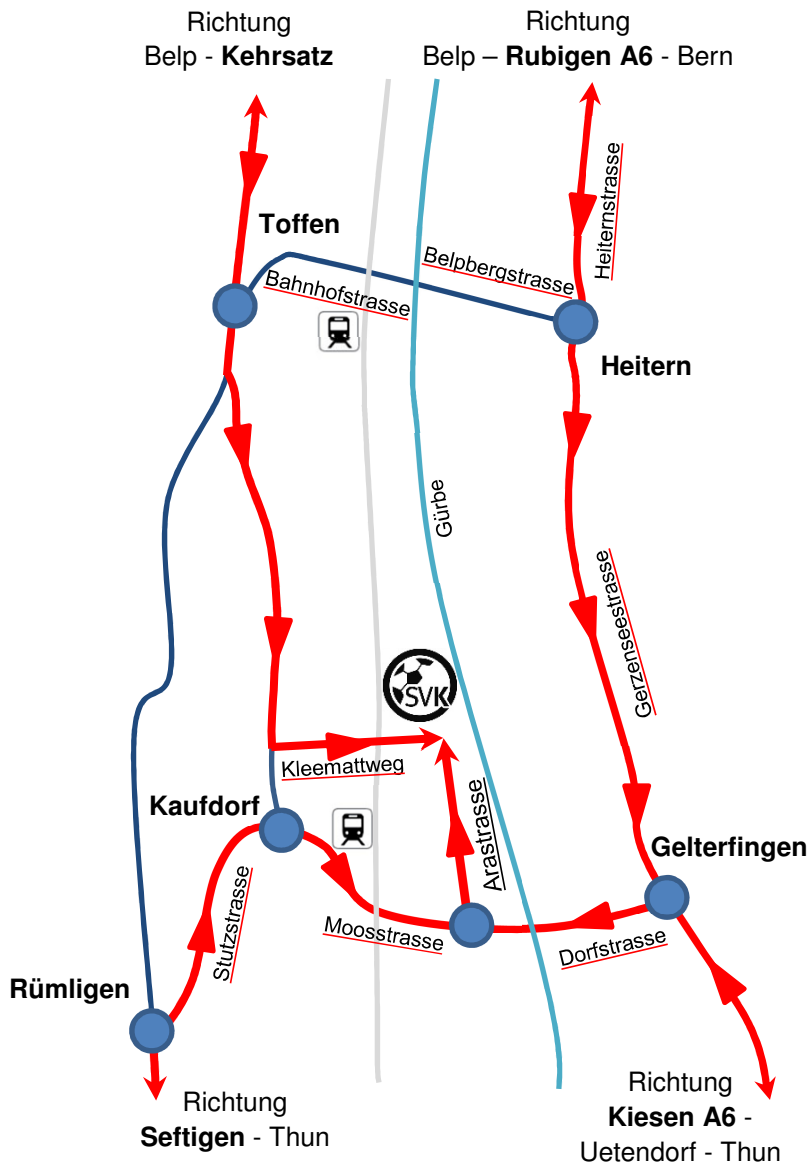 Richtung
Belp - Kehrsatz
Richtung
Belp – Rubigen A6 - Bern
Heiternstrasse
Toffen
Belpbergstrasse
Bahnhofstrasse
Heitern
Gürbe
Gerzenseestrasse
SVK
Kleemattweg
Kaufdorf
Arastrasse
Gelterfingen
Stutzstrasse
Moosstrasse
Dorfstrasse
Rümligen
Richtung
Seftigen - Thun
Richtung
Kiesen A6 -
Uetendorf - Thun